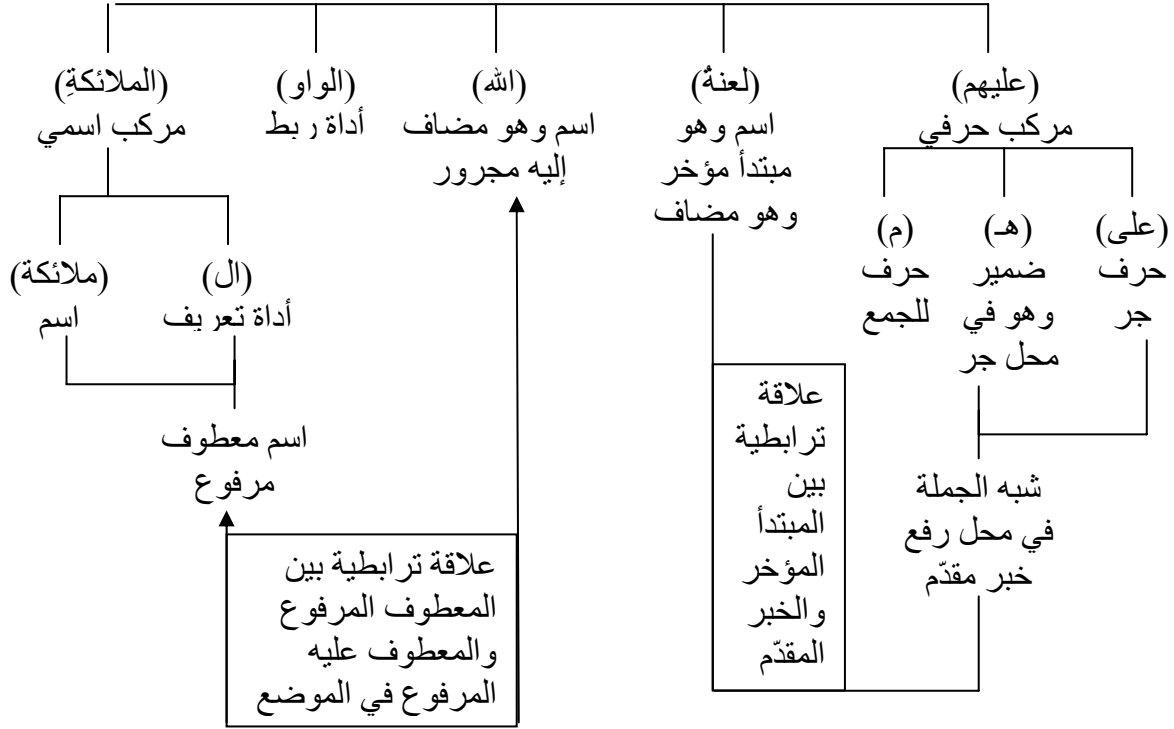 (عليهم)
مركب حرفي
(على)
حرف
جر
(هـ)
ضمير
وهو في
محل جر
(م)
حرف
للجمع
شبه الجملة
في محل رفع
خبر مقدّم
(لعنةُ)
اسم وهو
مبتدأ مؤخر
وهو مضاف
علاقة
ترابطية
بين
المبتدأ
المؤخر
والخبر
المقدّم
(الله)
اسم وهو مضاف
إليه مجرور
(الواو)
أداة ربط
(الملائكةِ)
مركب اسمي
(ال)
أداة تعريف
(ملائكة)
اسم
اسم معطوف
مرفوع
علاقة ترابطية بين
المعطوف المرفوع
والمعطوف عليه
المرفوع في الموضع